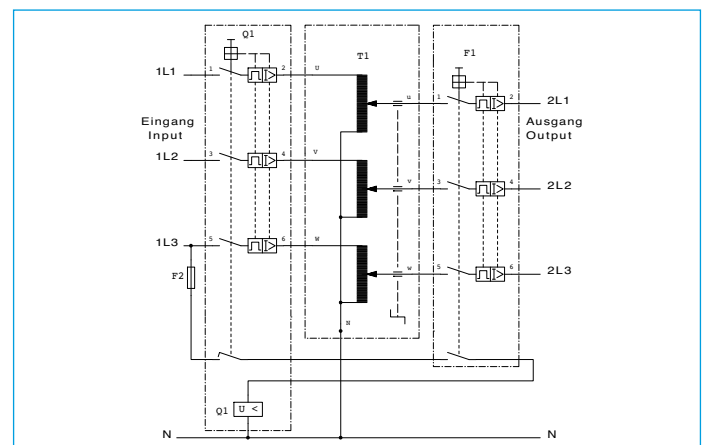 Q1
T1
F1
1L1 1 2 U
u 1 2 2L1
Eingang
Input
Ausgang
Output
1L2 3 4 V
v 3 4 2L2
1L3 5 6 W
w 5 6 2L3
F2
N
Q1 U <
N N